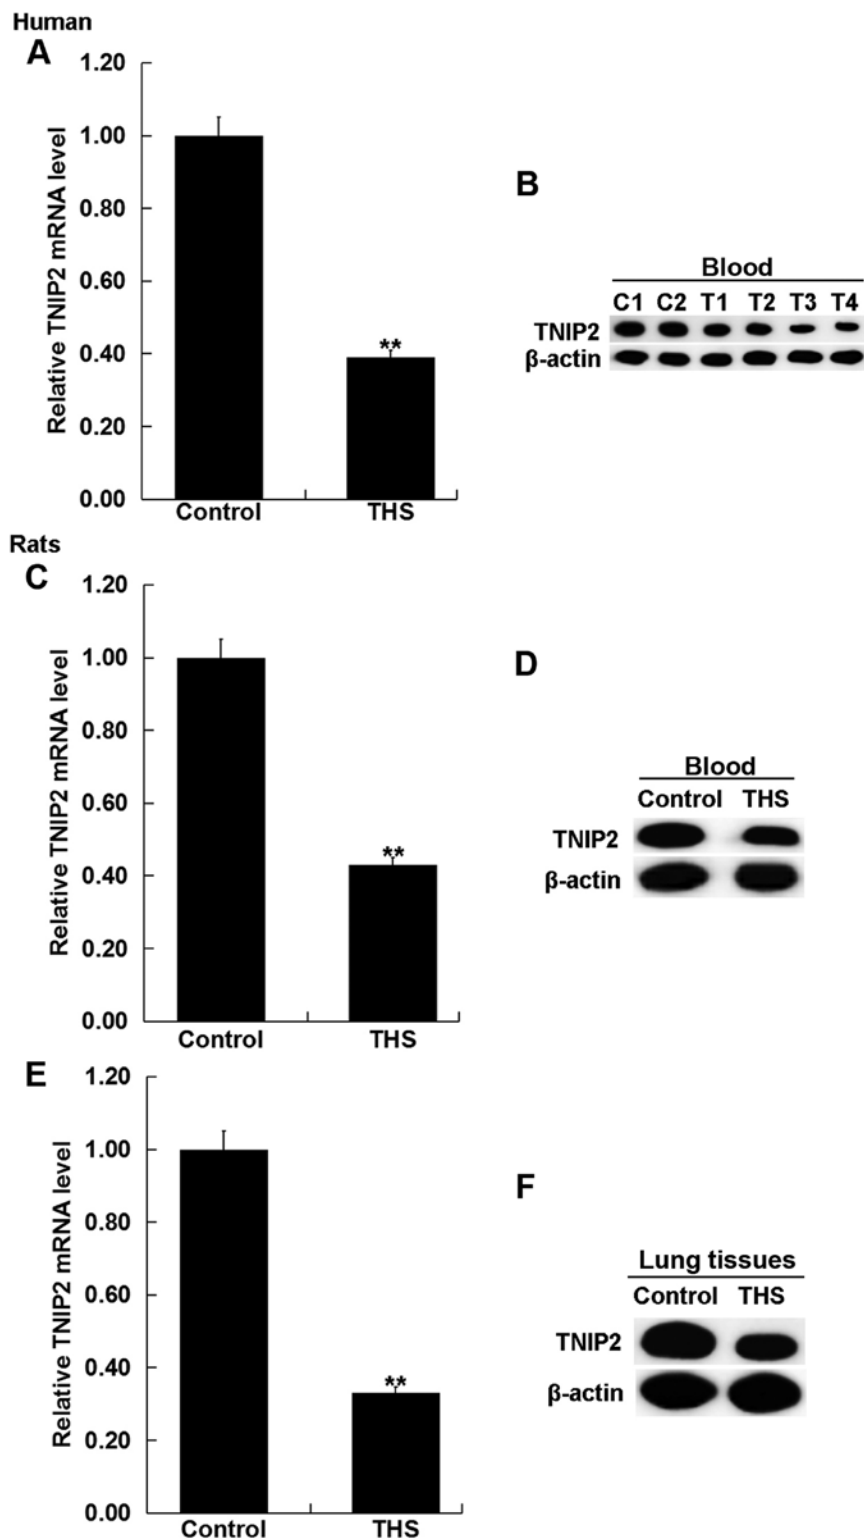 Human
A
Relative TNIP2 mRNA level
1.20
1.00
0.80
0.60
0.40
0.20
0.00
**
Control THS
B
Blood
C1 C2 T1 T2 T3 T4
TNIP2
β-actin
Rats
C
Relative TNIP2 mRNA level
1.20
1.00
0.80
0.60
0.40
0.20
0.00
**
Control THS
D
Blood
Control THS
TNIP2
β-actin
E
Relative TNIP2 mRNA level
1.20
1.00
0.80
0.60
0.40
0.20
0.00
**
Control THS
F
Lung tissues
Control THS
TNIP2
β-actin